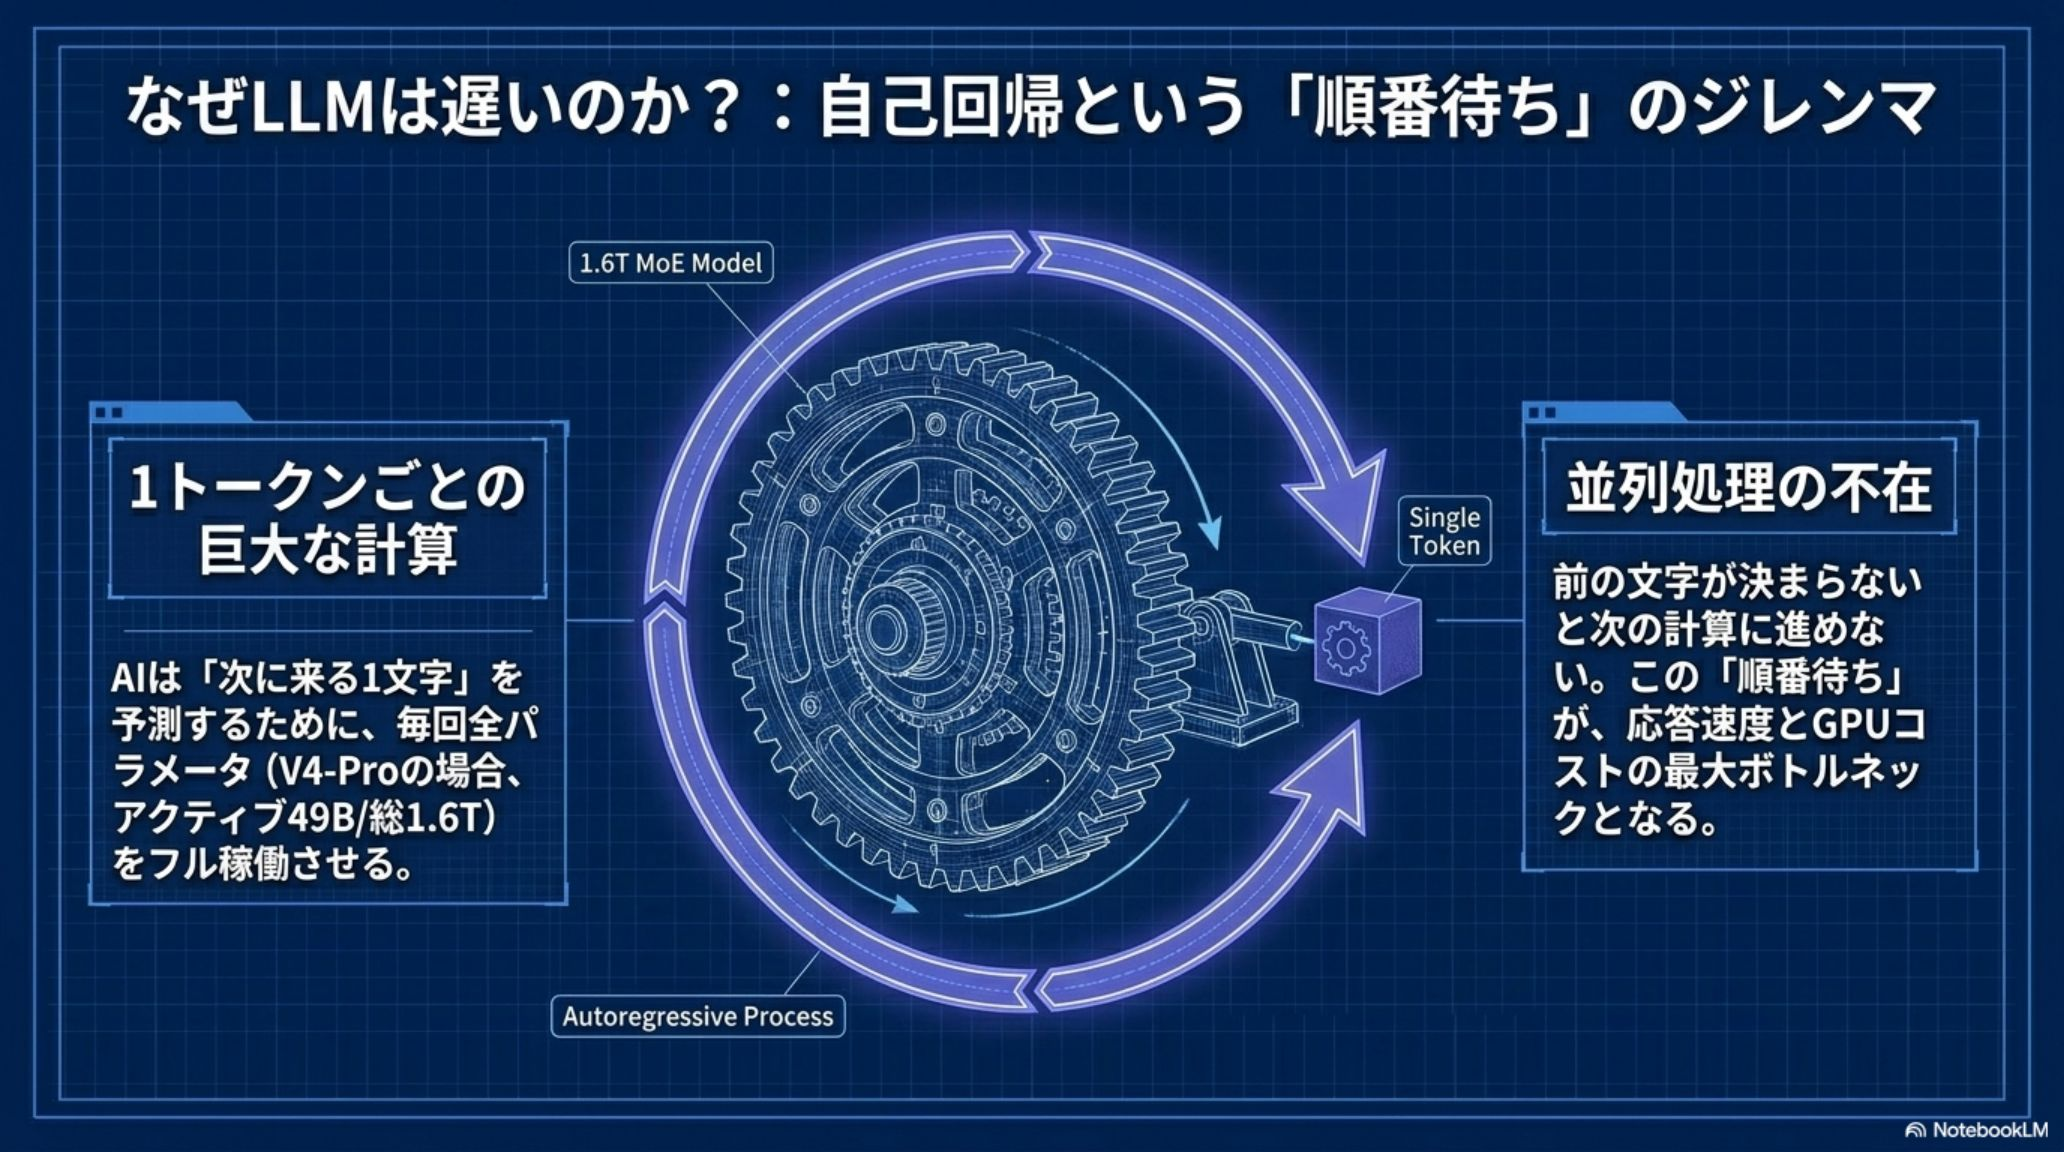 なぜLLMは遅いのか？：自己回帰という「順番待ち」のジレンマ
1.6T MoE Model
1トークンごとの
巨大な計算
AIは「次に来る1文字」を
予測するために、毎回全パ
ラメータ (V4-Proの場合、
アクティブ49B/総1.6T)
をフル稼働させる。
Single
Token
並列処理の不在
前の文字が決まらない
と次の計算に進めな
い。この「順番待ち」
が、応答速度とGPUコ
ストの最大ボトルネッ
クとなる。
Autoregressive Process
NotebookLM